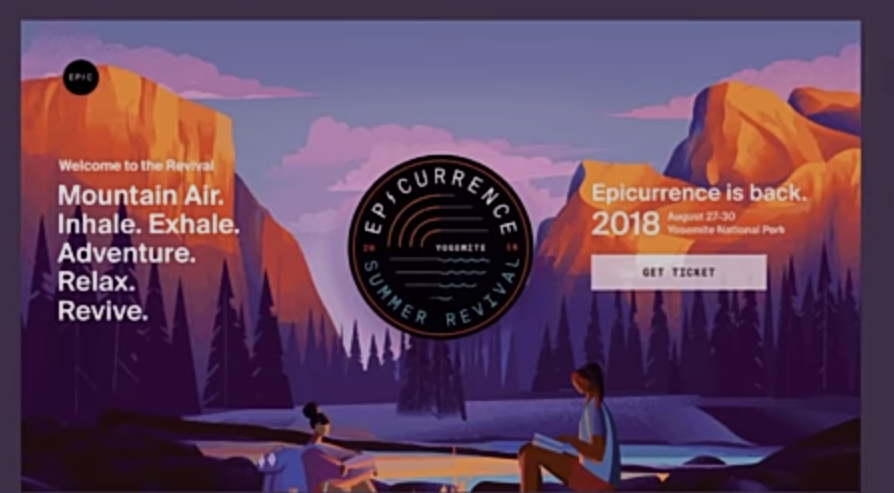 EPIC
Welcome to the Revival
Mountain Air.
Inhale. Exhale.
Adventure.
Relax.
Revive.
EPICURRENCE
20 YOSEMITE 18
SUMMER REVIVAL
Epicurrence is back.
2018 August 27-30
Yosemite National Park
GET TICKET